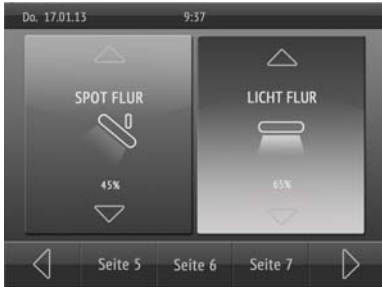 Do. 17.01.13 9:37
SPOT FLUR LICHT FLUR
45% 65%
Seite 5 Seite 6 Seite 7